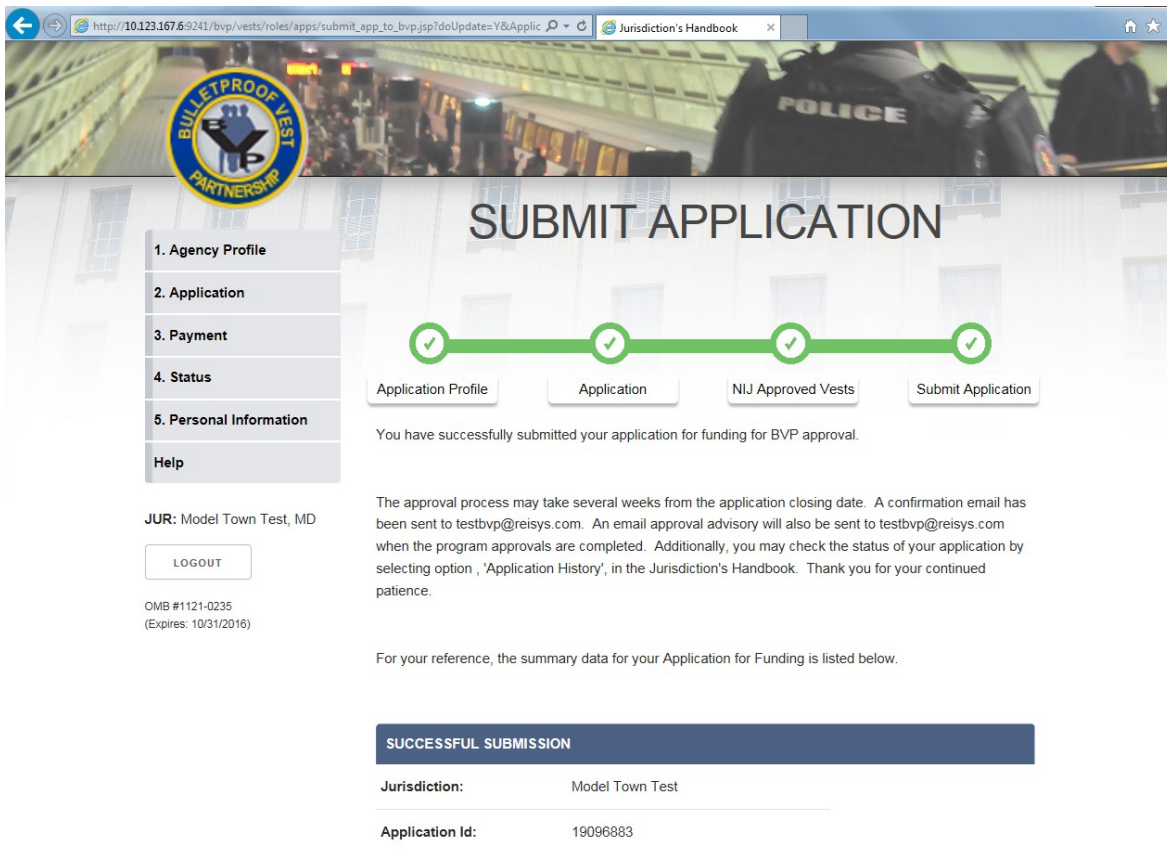 http://10.123.167.6:9241/bvp/vests/roles/apps/submit_app_to_bvp.jsp?doUpdate=Y&Applic
Jurisdiction's Handbook
BULLETPROOF VEST
BVP
PARTNERSHIP
POLICE
SUBMIT APPLICATION
1. Agency Profile
2. Application
3. Payment
4. Status
5. Personal Information
Help
JUR: Model Town Test, MD
LOGOUT
OMB #1121-0235
(Expires: 10/31/2016)
Application Profile
Application
NIJ Approved Vests
Submit Application
You have successfully submitted your application for funding for BVP approval.
The approval process may take several weeks from the application closing date. A confirmation email has
been sent to testbvp@reisys.com. An email approval advisory will also be sent to testbvp@reisys.com
when the program approvals are completed. Additionally, you may check the status of your application by
selecting option , 'Application History', in the Jurisdiction's Handbook. Thank you for your continued
patience.
For your reference, the summary data for your Application for Funding is listed below.
SUCCESSFUL SUBMISSION
Jurisdiction: Model Town Test
Application Id: 19096883